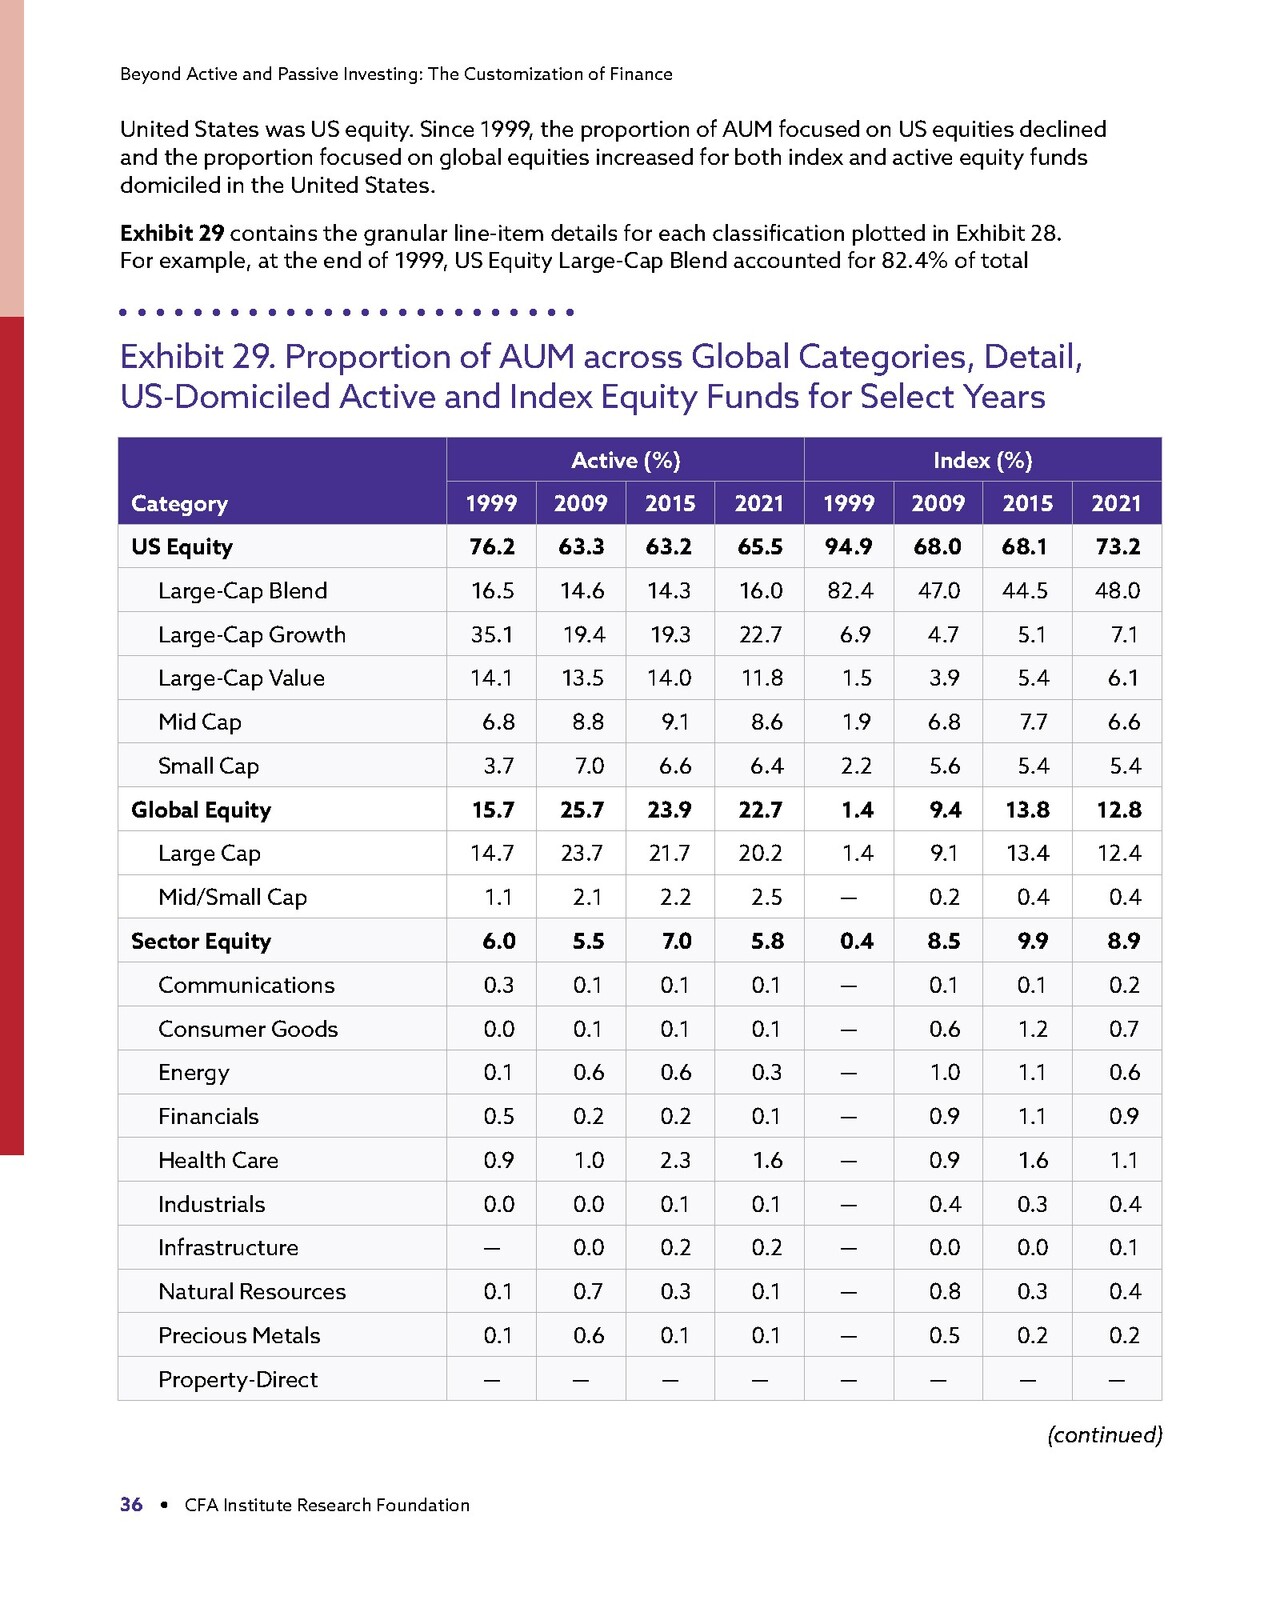 Beyond Active and Passive Investing: The Customization of Finance
United States was US equity. Since 1999, the proportion of AUM focused on US equities declined
and the proportion focused on global equities increased for both index and active equity funds
domiciled in the United States.
Exhibit 29 contains the granular line-item details for each classification plotted in Exhibit 28.
For example, at the end of 1999, US Equity Large-Cap Blend accounted for 82.4% of total
Exhibit 29. Proportion of AUM across Global Categories, Detail,
US-Domiciled Active and Index Equity Funds for Select Years
Active (%) Index (%)
Category 1999 2009 2015 2021 1999 2009 2015 2021
US Equity 76.2 63.3 63.2 65.5 94.9 68.0 68.1 73.2
Large-Cap Blend 16.5 14.6 14.3 16.0 82.4 47.0 44.5 48.0
Large-Cap Growth 35.1 19.4 19.3 22.7 6.9 4.7 5.1 7.1
Large-Cap Value 14.1 13.5 14.0 11.8 1.5 3.9 5.4 6.1
Mid Cap 6.8 8.8 9.1 8.6 1.9 6.8 7.7 6.6
Small Cap 3.7 7.0 6.6 6.4 2.2 5.6 5.4 5.4
Global Equity 15.7 25.7 23.9 22.7 1.4 9.4 13.8 12.8
Large Cap 14.7 23.7 21.7 20.2 1.4 9.1 13.4 12.4
Mid/Small Cap 1.1 2.1 2.2 2.5 — 0.2 0.4 0.4
Sector Equity 6.0 5.5 7.0 5.8 0.4 8.5 9.9 8.9
Communications 0.3 0.1 0.1 0.1 — 0.1 0.1 0.2
Consumer Goods 0.0 0.1 0.1 0.1 — 0.6 1.2 0.7
Energy 0.1 0.6 0.6 0.3 — 1.0 1.1 0.6
Financials 0.5 0.2 0.2 0.1 — 0.9 1.1 0.9
Health Care 0.9 1.0 2.3 1.6 — 0.9 1.6 1.1
Industrials 0.0 0.0 0.1 0.1 — 0.4 0.3 0.4
Infrastructure — 0.0 0.2 0.2 — 0.0 0.0 0.1
Natural Resources 0.1 0.7 0.3 0.1 — 0.8 0.3 0.4
Precious Metals 0.1 0.6 0.1 0.1 — 0.5 0.2 0.2
Property-Direct — — — — — — — —
(continued)
36 • CFA Institute Research Foundation